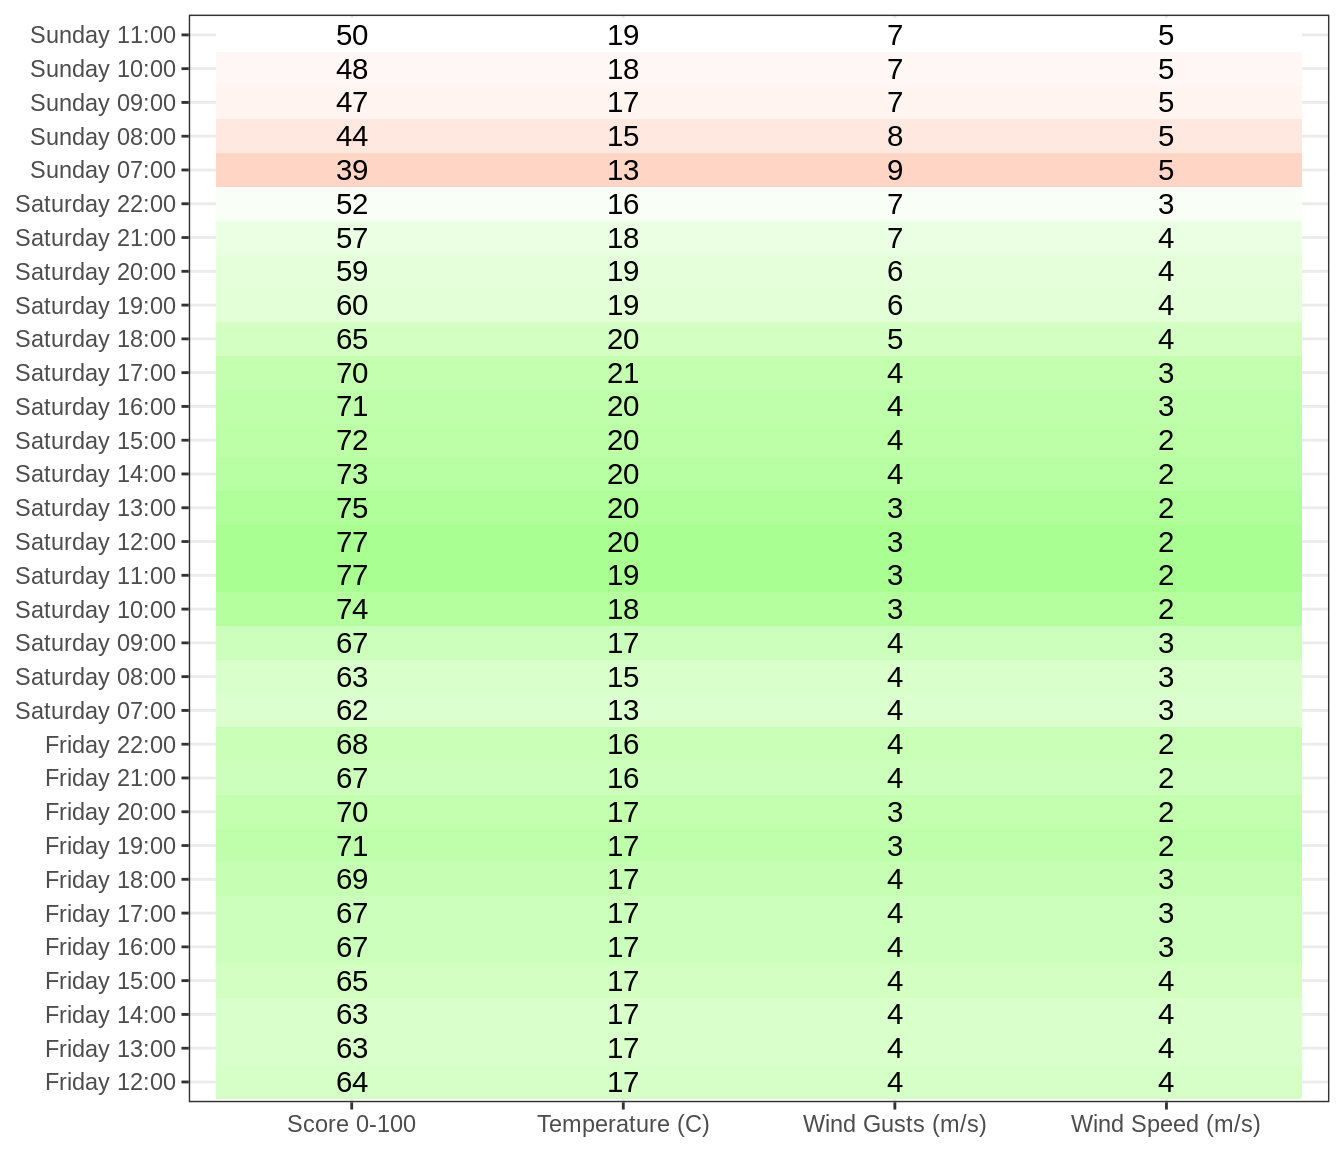 Sunday 11:00 50 19 7 5
Sunday 10:00 48 18 7 5
Sunday 09:00 47 17 7 5
Sunday 08:00 44 15 8 5
Sunday 07:00 39 13 9 5
Saturday 22:00 52 16 7 3
Saturday 21:00 57 18 7 4
Saturday 20:00 59 19 6 4
Saturday 19:00 60 19 6 4
Saturday 18:00 65 20 5 4
Saturday 17:00 70 21 4 3
Saturday 16:00 71 20 4 3
Saturday 15:00 72 20 4 2
Saturday 14:00 73 20 4 2
Saturday 13:00 75 20 3 2
Saturday 12:00 77 20 3 2
Saturday 11:00 77 19 3 2
Saturday 10:00 74 18 3 2
Saturday 09:00 67 17 4 3
Saturday 08:00 63 15 4 3
Saturday 07:00 62 13 4 3
Friday 22:00 68 16 4 2
Friday 21:00 67 16 4 2
Friday 20:00 70 17 3 2
Friday 19:00 71 17 3 2
Friday 18:00 69 17 4 3
Friday 17:00 67 17 4 3
Friday 16:00 67 17 4 3
Friday 15:00 65 17 4 4
Friday 14:00 63 17 4 4
Friday 13:00 63 17 4 4
Friday 12:00 64 17 4 4
Score 0-100 Temperature (C) Wind Gusts (m/s) Wind Speed (m/s)